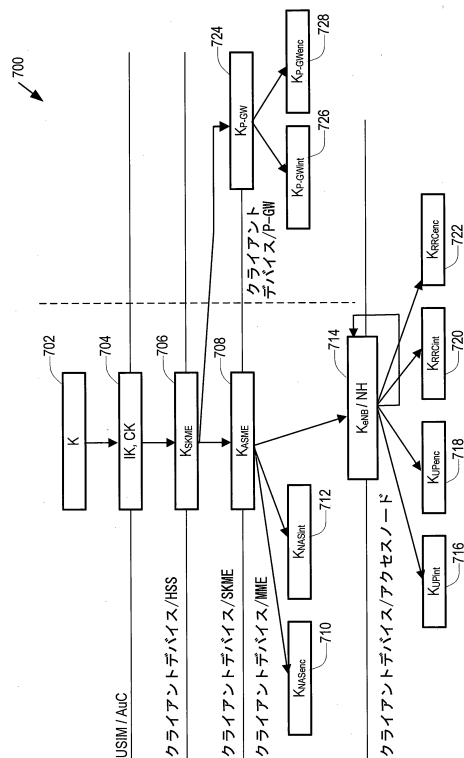 700
702
K
USIM / AuC
704
IK, CK
クライアントデバイス/HSS
706
KSKME
クライアントデバイス/SKME
708
KASME
724
KP-GW
クライアントデバイス/MME
クライアント
デバイス/P-GW
KNASenc
710
KNASint
712
KP-GWint
726
KP-GWenc
728
714
KeNB / NH
クライアントデバイス/アクセスノード
KUPint
716
KUPenc
718
KRRCint
720
KRRCenc
722